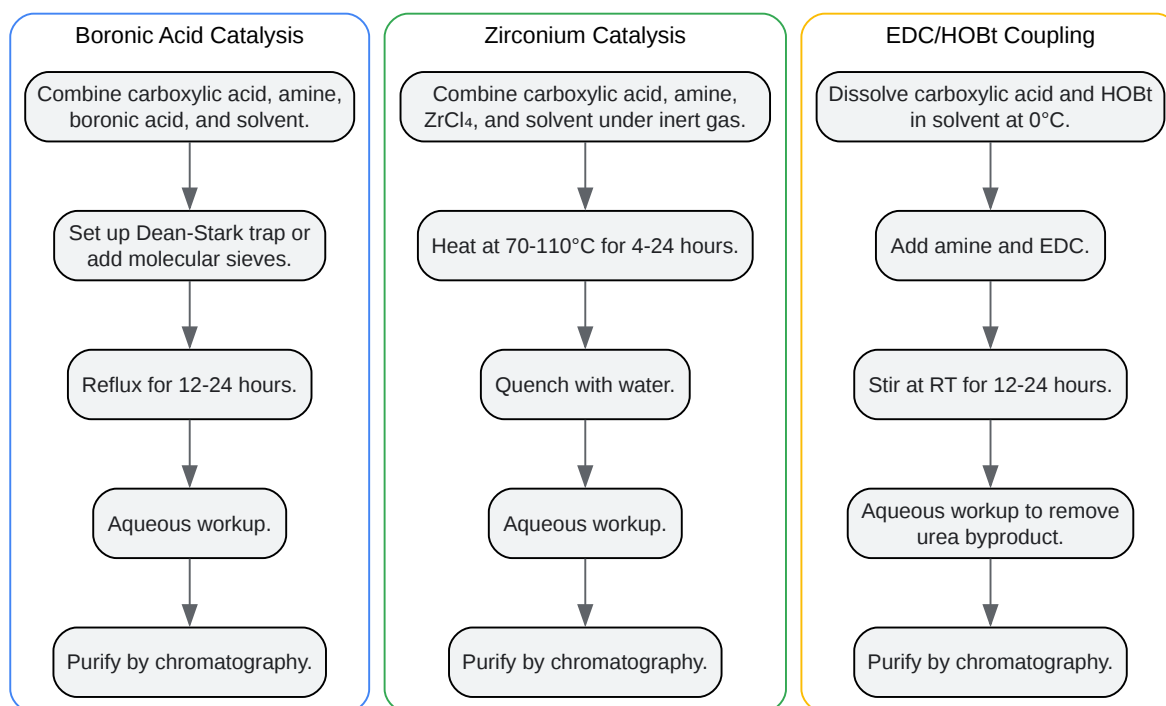 Boronic Acid Catalysis
Combine carboxylic acid, amine,
boronic acid, and solvent.
Set up Dean-Stark trap or
add molecular sieves.
Reflux for 12-24 hours.
Aqueous workup.
Purify by chromatography.
Zirconium Catalysis
Combine carboxylic acid, amine,
ZrCl₄, and solvent under inert gas.
Heat at 70-110°C for 4-24 hours.
Quench with water.
Aqueous workup.
Purify by chromatography.
EDC/HOBt Coupling
Dissolve carboxylic acid and HOBt
in solvent at 0°C.
Add amine and EDC.
Stir at RT for 12-24 hours.
Aqueous workup to remove
urea byproduct.
Purify by chromatography.